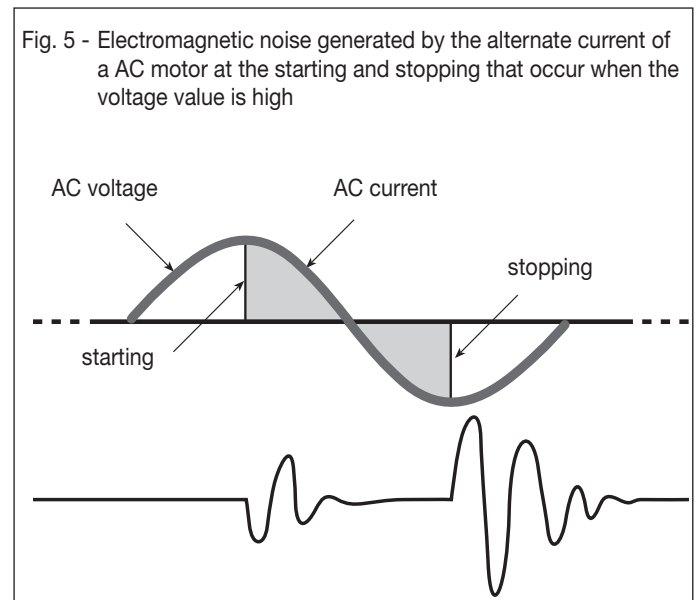 Fig. 5 - Electromagnetic noise generated by the alternate current of
a AC motor at the starting and stopping that occur when the
voltage value is high
AC voltage
AC current
stopping
starting